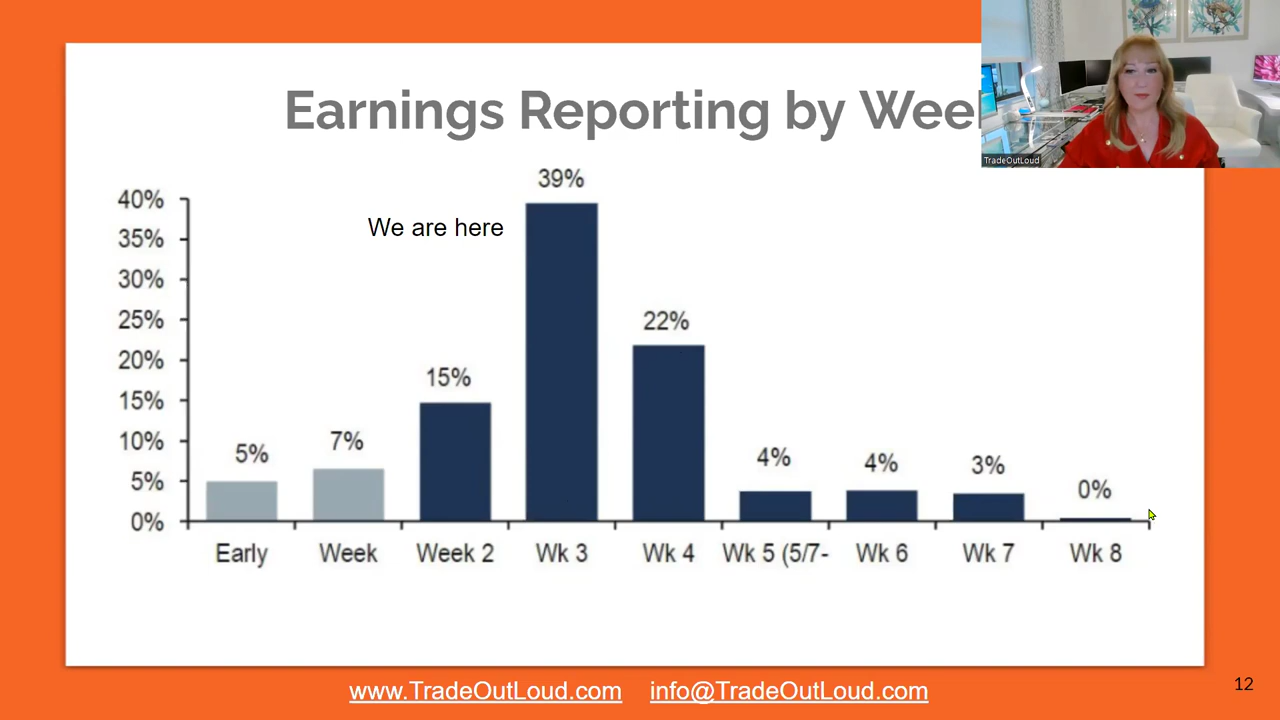 Earnings Reporting by Week
TradeOutLoud
39%
40%
We are here
35%
30%
25%
22%
20%
15%
15%
10%
7%
5%
4%
4%
3%
5%
0%
0%
Early
Week
Week 2
Wk 3
Wk 4
Wk 5 (5/7-
Wk 6
Wk 7
Wk 8
www.TradeOutLoud.com
info@TradeOutLoud.com
12